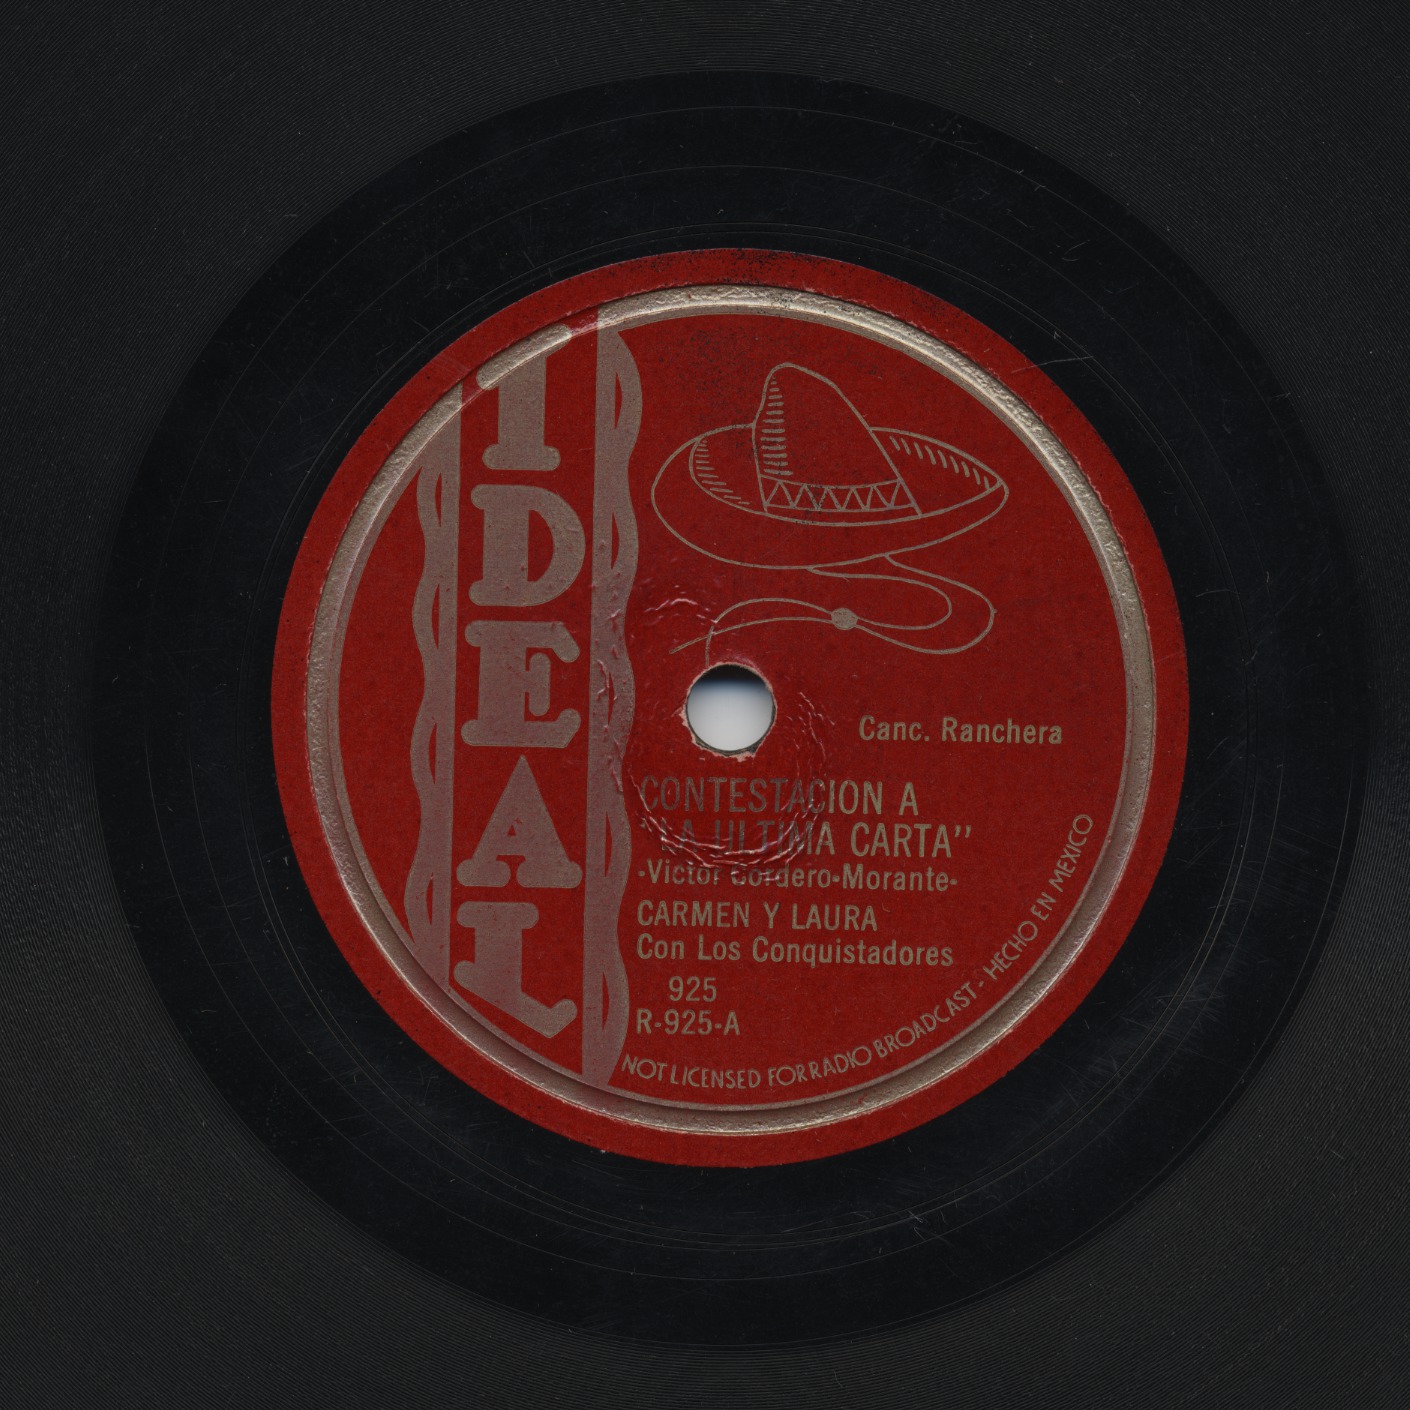 IDEAL
Canc. Ranchera
CONTESTACION A
"LA ULTIMA CARTA"
-Victor Cordero-Morante-
CARMEN Y LAURA
Con Los Conquistadores
925
R-925-A
NOT LICENSED FOR RADIO BROADCAST - HECHO EN MEXICO